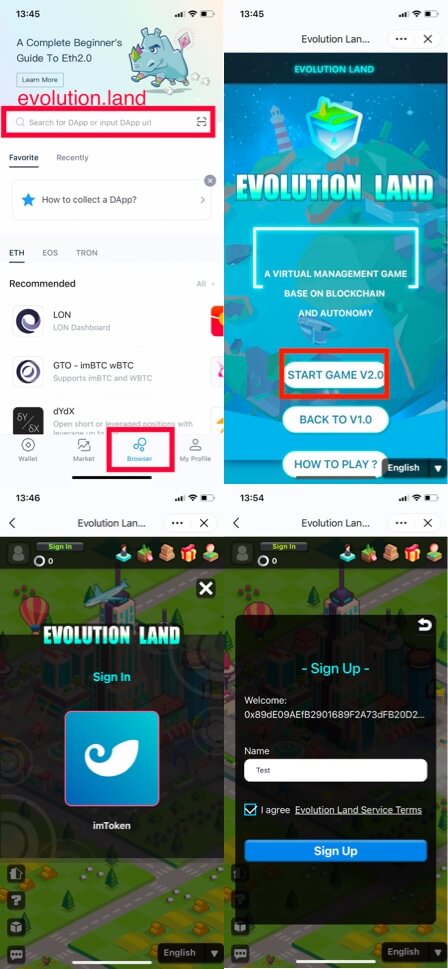 13:45
A Complete Beginner's
Guide To Eth2.0
Learn More
evolution.land
Search for DApp or input DApp url
Favorite
Recently
How to collect a DApp?
ETH
EOS
TRON
Recommended
All
LON
LON Dashboard
GTO - imBTC wBTC
Supports imBTC and WBTC
δY/
δX
dYdX
Open short or leveraged positions with
leverage up to
Wallet
Market
Browser
My Profile
13:45
Evolution Lan...
EVOLUTION LAND
EVOLUTION LAND
A VIRTUAL MANAGEMENT GAME
BASE ON BLOCKCHAIN
AND AUTONOMY
START GAME V2.0
BACK TO V1.0
HOW TO PLAY ?
English
13:46
Evolution Land...
Sign In
0
EVOLUTION LAND
Sign In
imToken
English
13:54
Evolution Lan...
Sign In
0
- Sign Up -
Welcome:
0x89dE09AEfB2901689F2A73dFB20D2...
Name
Test
I agree Evolution Land Service Terms
Sign Up
English